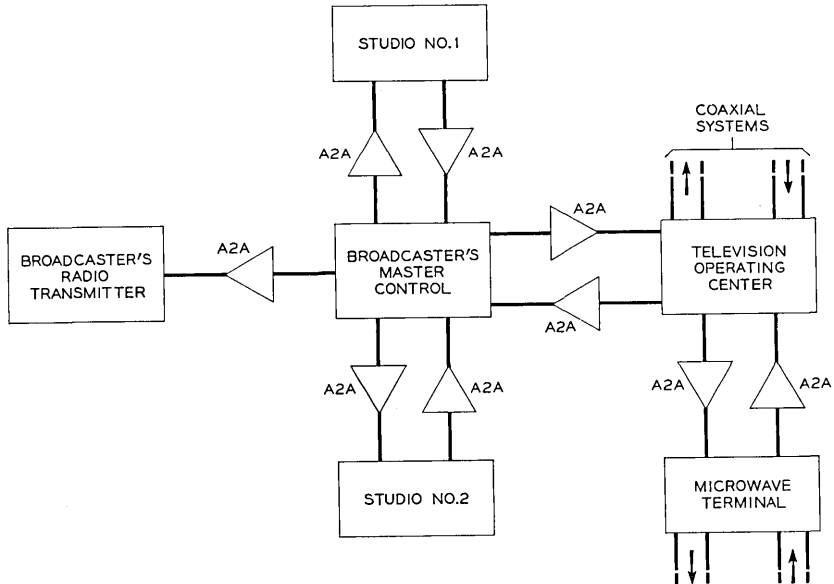 STUDIO NO.1
COAXIAL
SYSTEMS
A2A
A2A
A2A
A2A
BROADCASTER'S
RADIO
TRANSMITTER
BROADCASTER'S
MASTER
CONTROL
TELEVISION
OPERATING
CENTER
A2A
A2A
A2A
A2A
A2A
STUDIO NO.2
MICROWAVE
TERMINAL